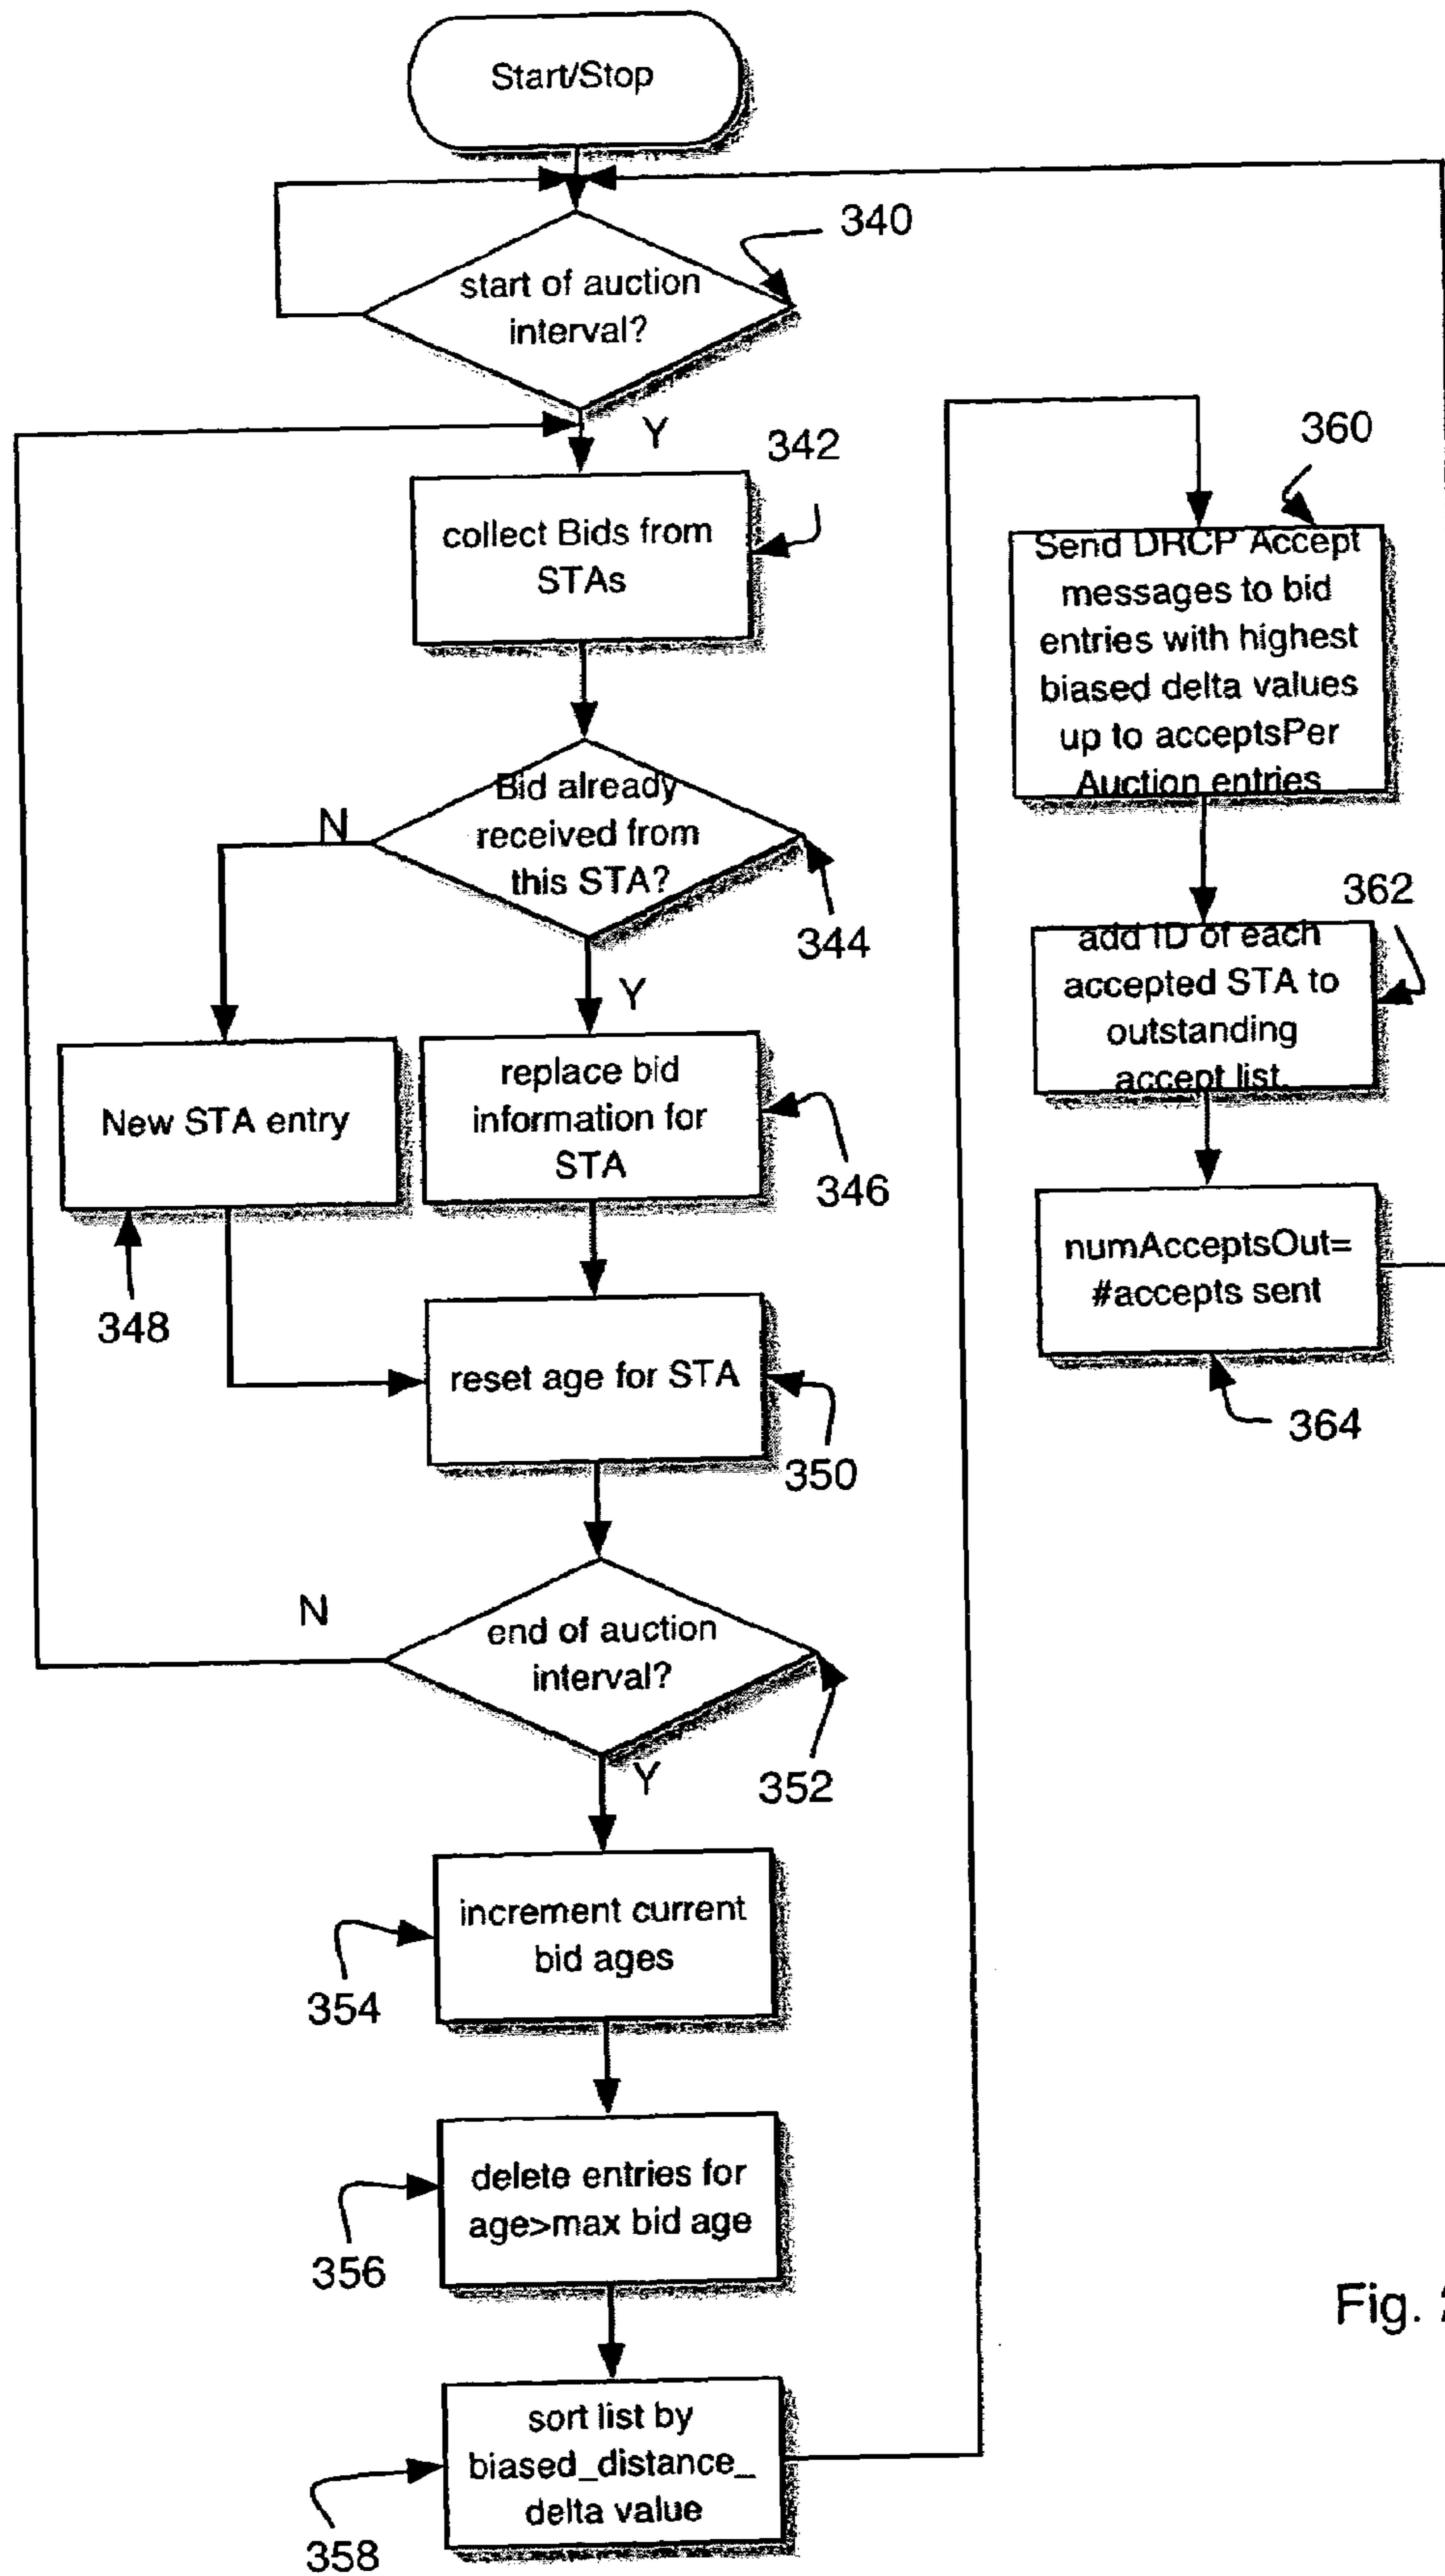 Start/Stop
340
start of auction
interval?
Y
342
collect Bids from
STAs
Bid already
received from
this STA?
N
344
Y
New STA entry
replace bid
information for
STA
346
348
reset age for STA
350
end of auction
interval?
N
352
Y
increment current
bid ages
354
delete entries for
age>max bid age
356
sort list by
biased_distance_
delta value
358
360
Send DRCP Accept
messages to bid
entries with highest
biased delta values
up to acceptsPer
Auction entries
362
add ID of each
accepted STA to
outstanding
accept list.
numAcceptsOut=
#accepts sent
364
Fig.